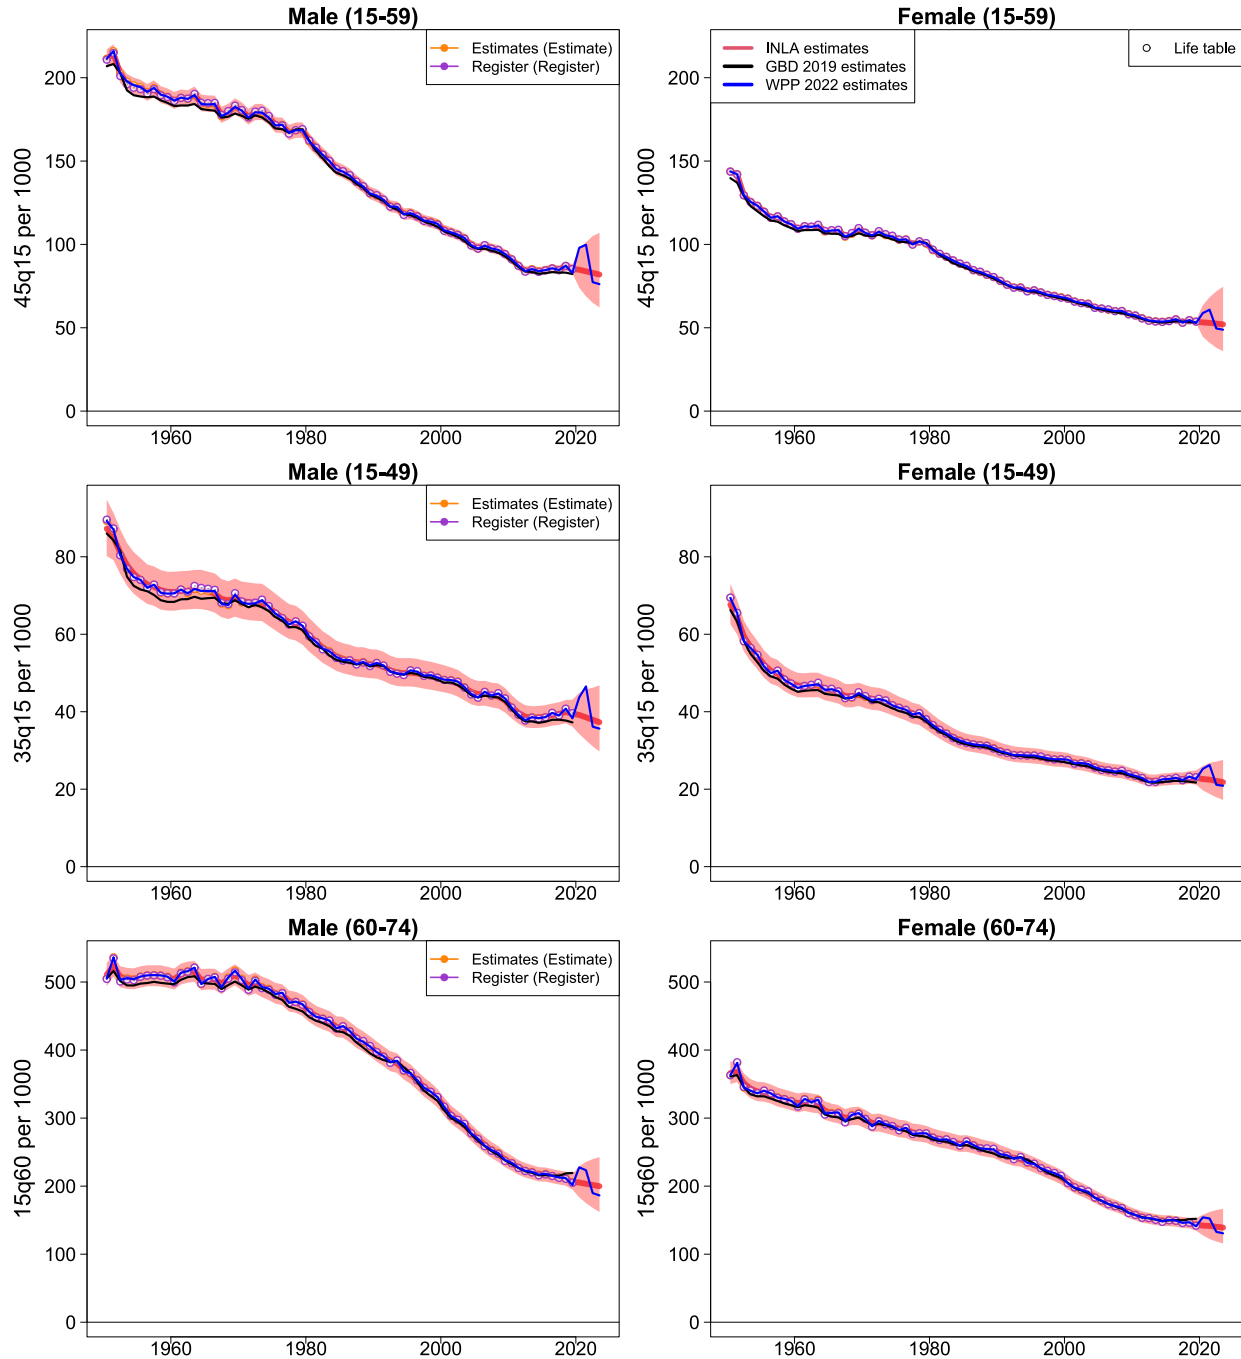 Male (15-59)
Female (15-59)
Estimates (Estimate)
Register (Register)
INLA estimates
GBD 2019 estimates
WPP 2022 estimates
Life table
45q15 per 1000
200
150
100
50
0
1960
1980
2000
2020
45q15 per 1000
200
150
100
50
0
1960
1980
2000
2020
Male (15-49)
Female (15-49)
Estimates (Estimate)
Register (Register)
35q15 per 1000
80
60
40
20
0
1960
1980
2000
2020
35q15 per 1000
80
60
40
20
0
1960
1980
2000
2020
Male (60-74)
Female (60-74)
Estimates (Estimate)
Register (Register)
15q60 per 1000
500
400
300
200
100
0
1960
1980
2000
2020
15q60 per 1000
500
400
300
200
100
0
1960
1980
2000
2020